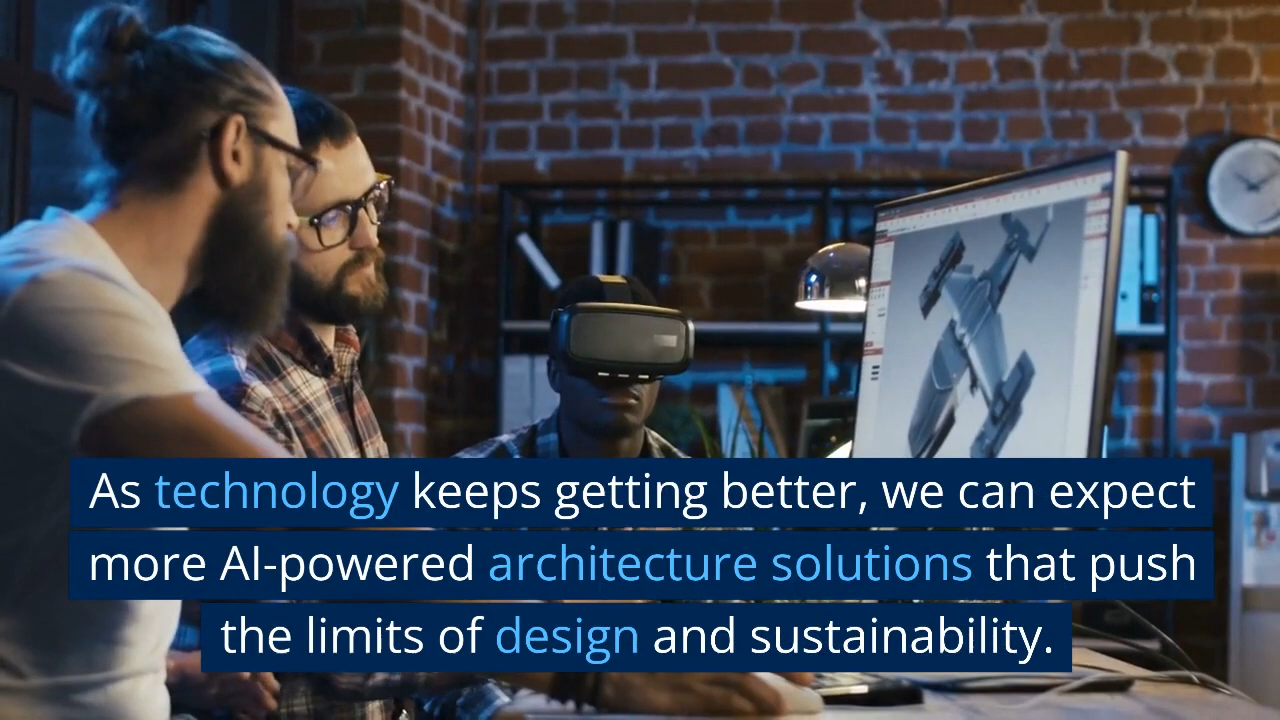 As technology keeps getting better, we can expect
more AI-powered architecture solutions that push
the limits of design and sustainability.